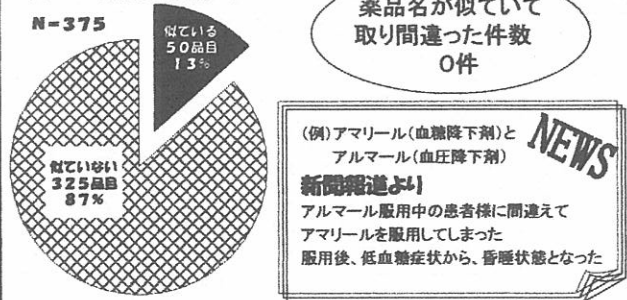 N=375
似ている
50品目
13%
似ていない
325品目
87%
薬品名が似ていて
取り間違った件数
0件
NEWS
(例)アマリール(血糖降下剤)と
アルマール(血圧降下剤)
新聞報道より
アルマール服用中の患者様に間違えて
アマリールを服用してしまった
服用後、低血糖症状から、昏睡状態となった